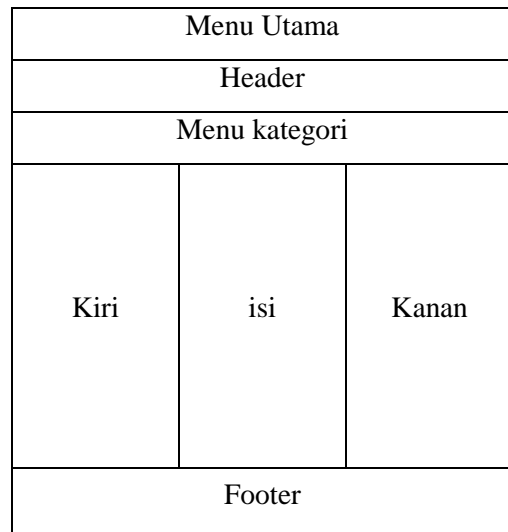 Menu Utama
Header
Menu kategori
Kiri
isi
Kanan
Footer